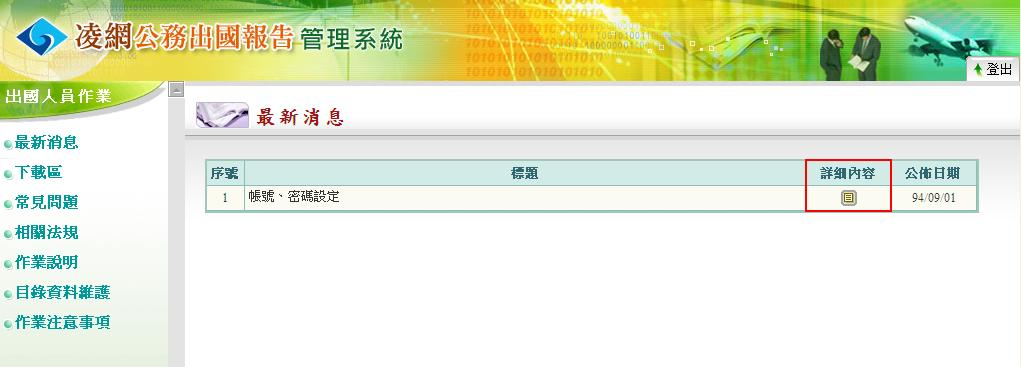 凌網公務出國報告管理系統
登出
出國人員作業
最新消息
下載區
常見問題
相關法規
作業說明
目錄資料維護
作業注意事項
最新消息
序號 標題 詳細內容 公佈日期
1 帳號、密碼設定 94/09/01